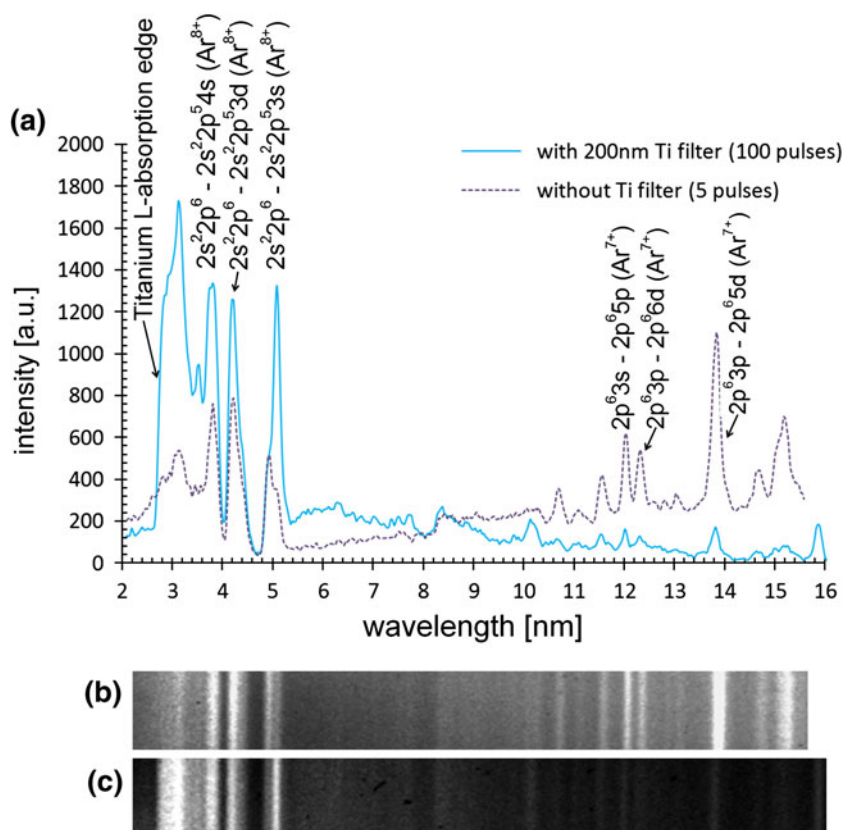 (a)
Titanium L-absorption edge
2s²2p⁶ - 2s²2p⁵4s (Ar⁸⁺)
2s²2p⁶ - 2s²2p⁵3d (Ar⁸⁺)
2s²2p⁶ - 2s²2p⁵3s (Ar⁸⁺)
with 200nm Ti filter (100 pulses)
without Ti filter (5 pulses)
2p⁶3s - 2p⁶5p (Ar⁷⁺)
2p⁶3p - 2p⁶6d (Ar⁷⁺)
2p⁶3p - 2p⁶5d (Ar⁷⁺)
intensity [a.u.]
2000
1800
1600
1400
1200
1000
800
600
400
200
0
2 3 4 5 6 7 8 9 10 11 12 13 14 15 16
wavelength [nm]
(b)
(c)